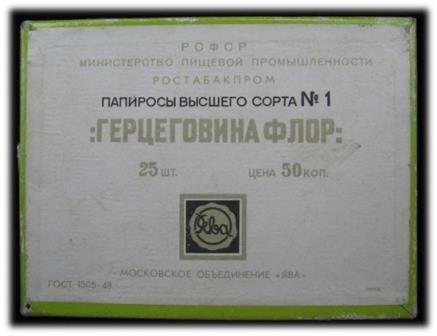 РСФСР
МИНИСТЕРСТВО ПИЩЕВОЙ ПРОМЫШЛЕННОСТИ
РОСТАБАКПРОМ
ПАПИРОСЫ ВЫСШЕГО СОРТА № 1
:ГЕРЦЕГОВИНА ФЛОР:
25 ШТ. ЦЕНА 50 КОП.
Ява
МОСКОВСКОЕ ОБЪЕДИНЕНИЕ «ЯВА»
ГОСТ 1505-48